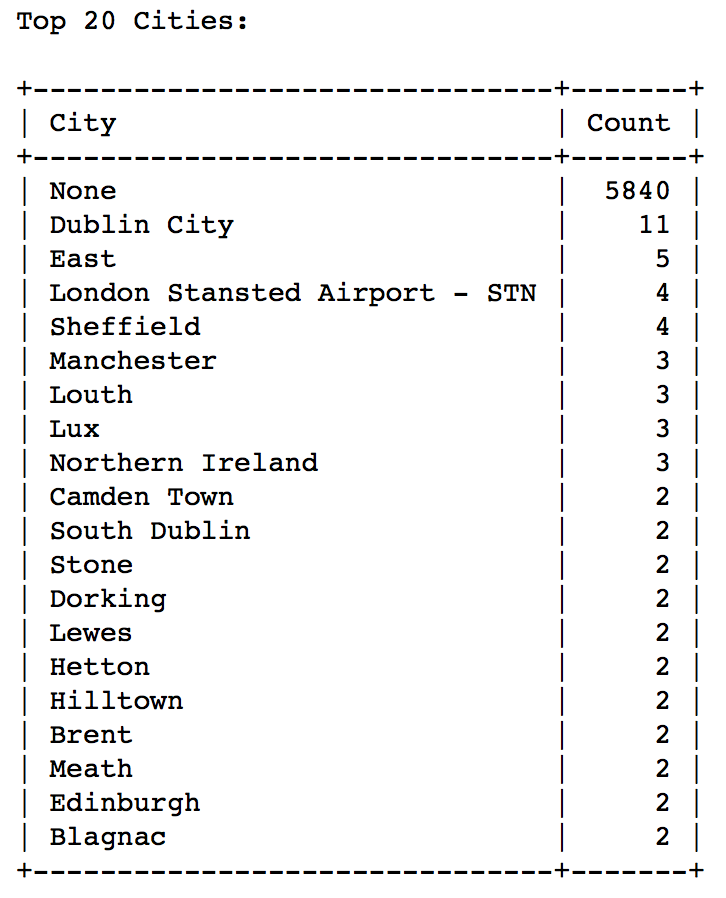 Top 20 Cities:
+-------------------------------+-------+
| City                          | Count |
+-------------------------------+-------+
| None                          |  5840 |
| Dublin City                   |    11 |
| East                          |     5 |
| London Stansted Airport - STN |     4 |
| Sheffield                     |     4 |
| Manchester                    |     3 |
| Louth                         |     3 |
| Lux                           |     3 |
| Northern Ireland              |     3 |
| Camden Town                   |     2 |
| South Dublin                  |     2 |
| Stone                         |     2 |
| Dorking                       |     2 |
| Lewes                         |     2 |
| Hetton                        |     2 |
| Hilltown                      |     2 |
| Brent                         |     2 |
| Meath                         |     2 |
| Edinburgh                     |     2 |
| Blagnac                       |     2 |
+-------------------------------+-------+